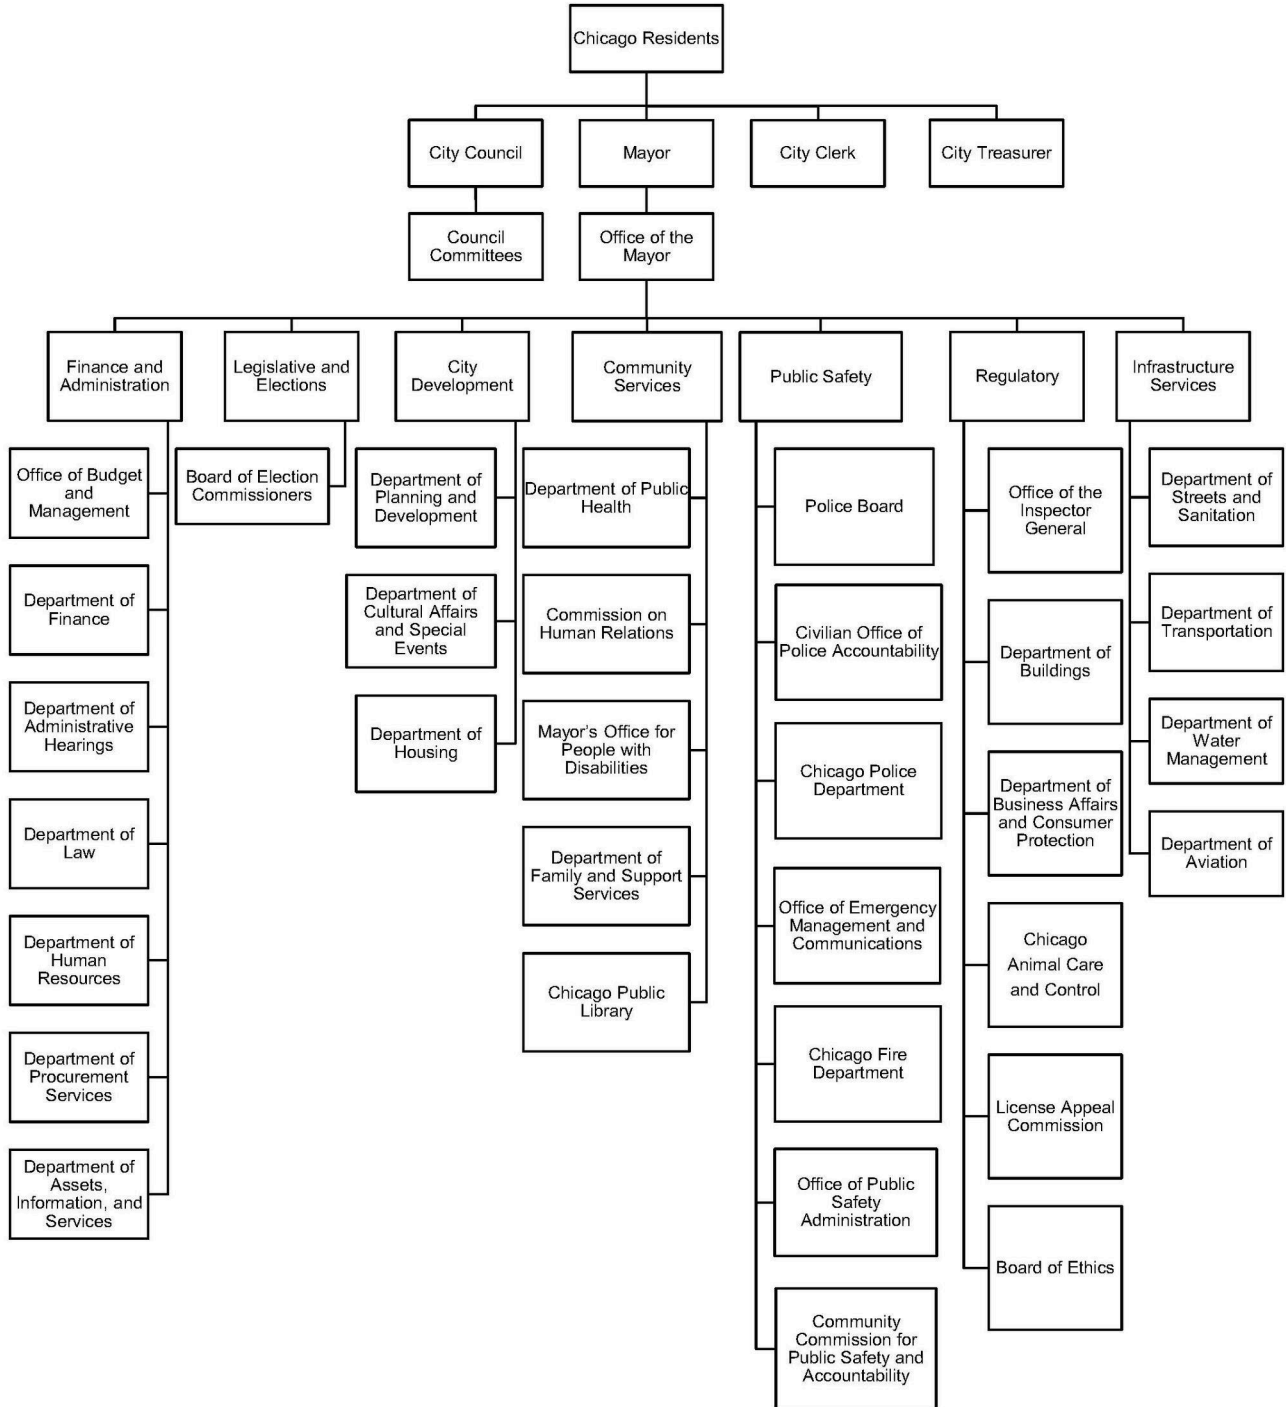 Chicago Residents
City Council
Mayor
City Clerk
City Treasurer
Council
Committees
Office of the
Mayor
Finance and
Administration
Legislative and
Elections
City
Development
Community
Services
Public Safety
Regulatory
Infrastructure
Services
Office of Budget
and
Management
Department of
Finance
Department of
Administrative
Hearings
Department of
Law
Department of
Human
Resources
Department of
Procurement
Services
Department of
Assets,
Information, and
Services
Board of Election
Commissioners
Department of
Planning and
Development
Department of
Cultural Affairs
and Special
Events
Department of
Housing
Department of Public
Health
Commission on
Human Relations
Mayor’s Office for
People with
Disabilities
Department of
Family and Support
Services
Chicago Public
Library
Police Board
Civilian Office of
Police Accountability
Chicago Police
Department
Office of Emergency
Management and
Communications
Chicago Fire
Department
Office of Public
Safety
Administration
Community
Commission for
Public Safety and
Accountability
Office of the
Inspector
General
Department of
Buildings
Department of
Business Affairs
and Consumer
Protection
Chicago
Animal Care
and Control
License Appeal
Commission
Board of Ethics
Department of
Streets and
Sanitation
Department of
Transportation
Department of
Water
Management
Department of
Aviation